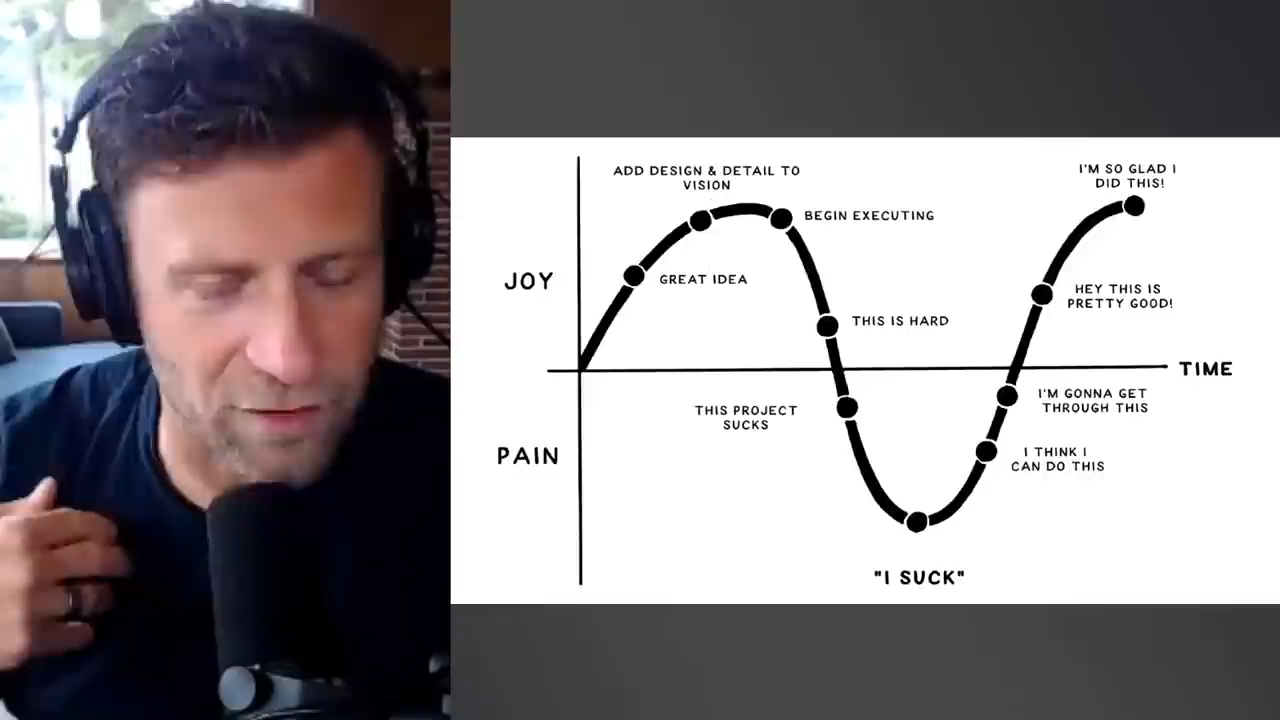 ADD DESIGN & DETAIL TO
VISION
I'M SO GLAD I
DID THIS!
BEGIN EXECUTING
JOY
GREAT IDEA
HEY THIS IS
PRETTY GOOD!
THIS IS HARD
TIME
I'M GONNA GET
THROUGH THIS
THIS PROJECT
SUCKS
PAIN
I THINK I
CAN DO THIS
"I SUCK"